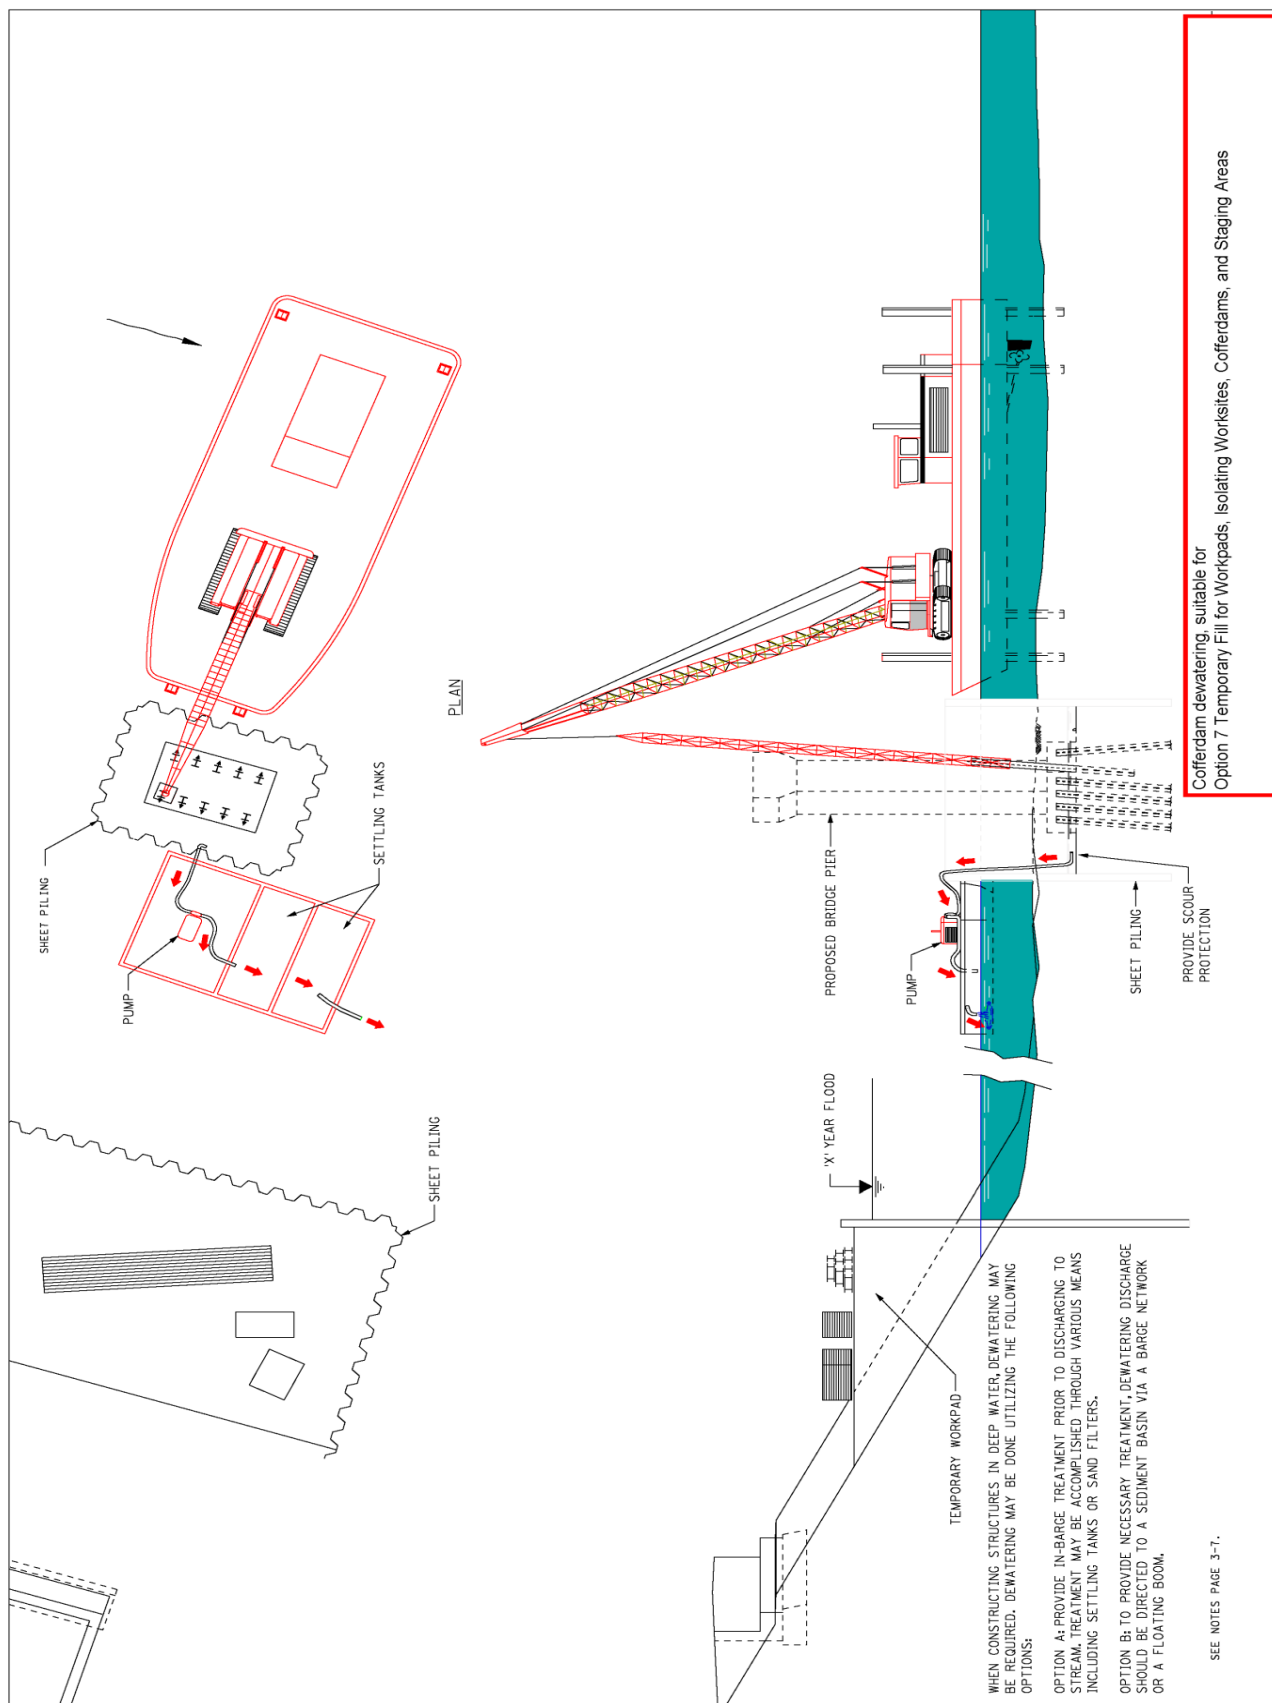 SHEET PILING
PUMP
SETTLING TANKS
SHEET PILING
PLAN
PROPOSED BRIDGE PIER
PUMP
'X' YEAR FLOOD
SHEET PILING
PROVIDE SCOUR
PROTECTION
TEMPORARY WORKPAD
WHEN CONSTRUCTING STRUCTURES IN DEEP WATER, DEWATERING MAY
BE REQUIRED. DEWATERING MAY BE DONE UTILIZING THE FOLLOWING
OPTIONS:
OPTION A: PROVIDE IN-BARGE TREATMENT PRIOR TO DISCHARGING TO
STREAM. TREATMENT MAY BE ACCOMPLISHED THROUGH VARIOUS MEANS
INCLUDING SETTLING TANKS OR SAND FILTERS.
OPTION B: TO PROVIDE NECESSARY TREATMENT, DEWATERING DISCHARGE
SHOULD BE DIRECTED TO A SEDIMENT BASIN VIA A BARGE NETWORK
OR A FLOATING BOOM.
SEE NOTES PAGE 3-7.
Cofferdam dewatering, suitable for
Option 7 Temporary Fill for Workpads, Isolating Worksites, Cofferdams, and Staging Areas